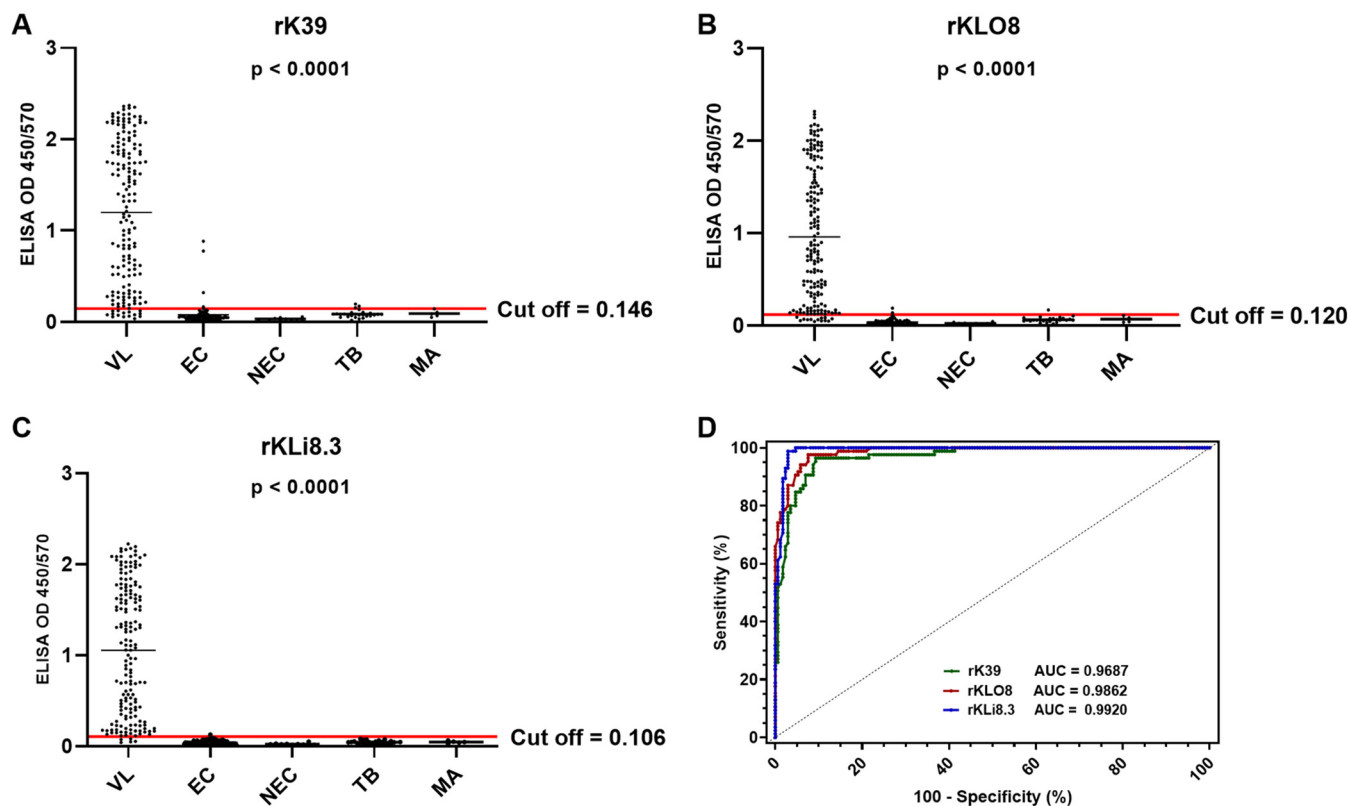 A
rK39
p < 0.0001
ELISA OD 450/570
3
2
1
0
Cut off = 0.146
VL
EC
NEC
TB
MA
B
rKLO8
p < 0.0001
ELISA OD 450/570
3
2
1
0
Cut off = 0.120
VL
EC
NEC
TB
MA
C
rKLi8.3
p < 0.0001
ELISA OD 450/570
3
2
1
0
Cut off = 0.106
VL
EC
NEC
TB
MA
D
Sensitivity (%)
100
80
60
40
20
0
rK39 AUC = 0.9687
rKLO8 AUC = 0.9862
rKLi8.3 AUC = 0.9920
0
20
40
60
80
100
100 - Specificity (%)